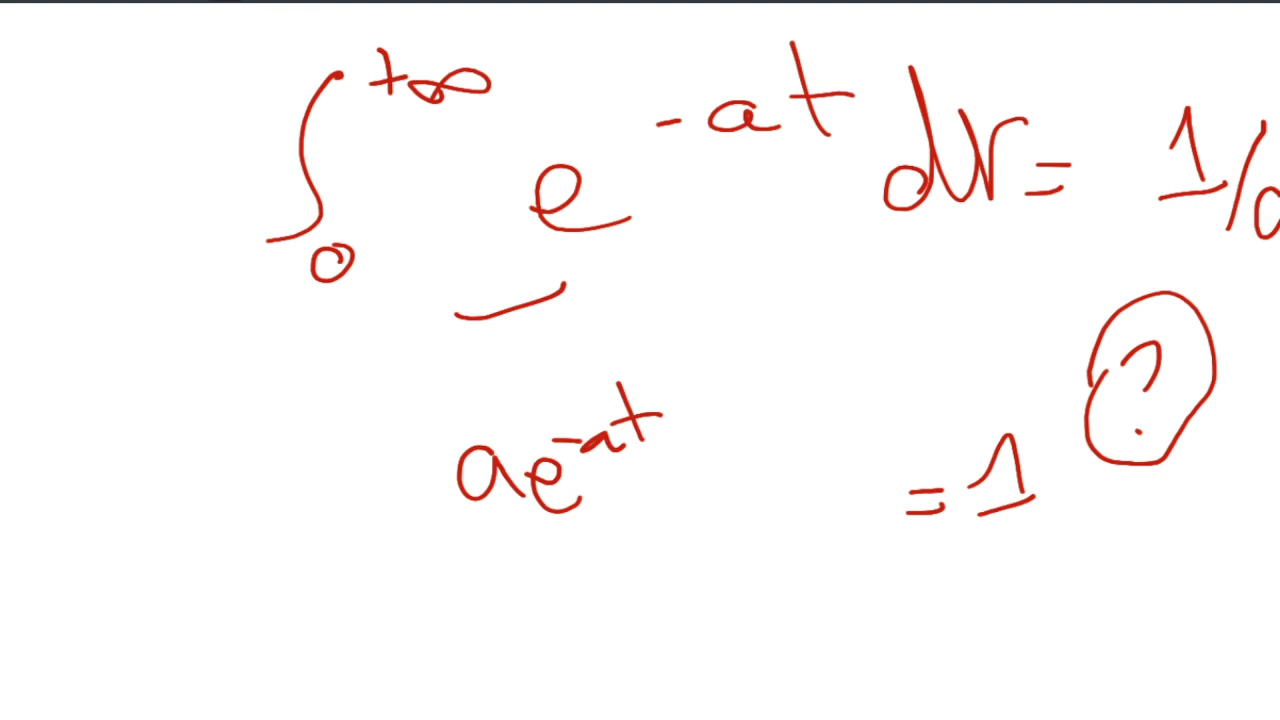 ∫₀^{+∞} e^{-at} dr = 1/a
?
ae^{-at} = 1